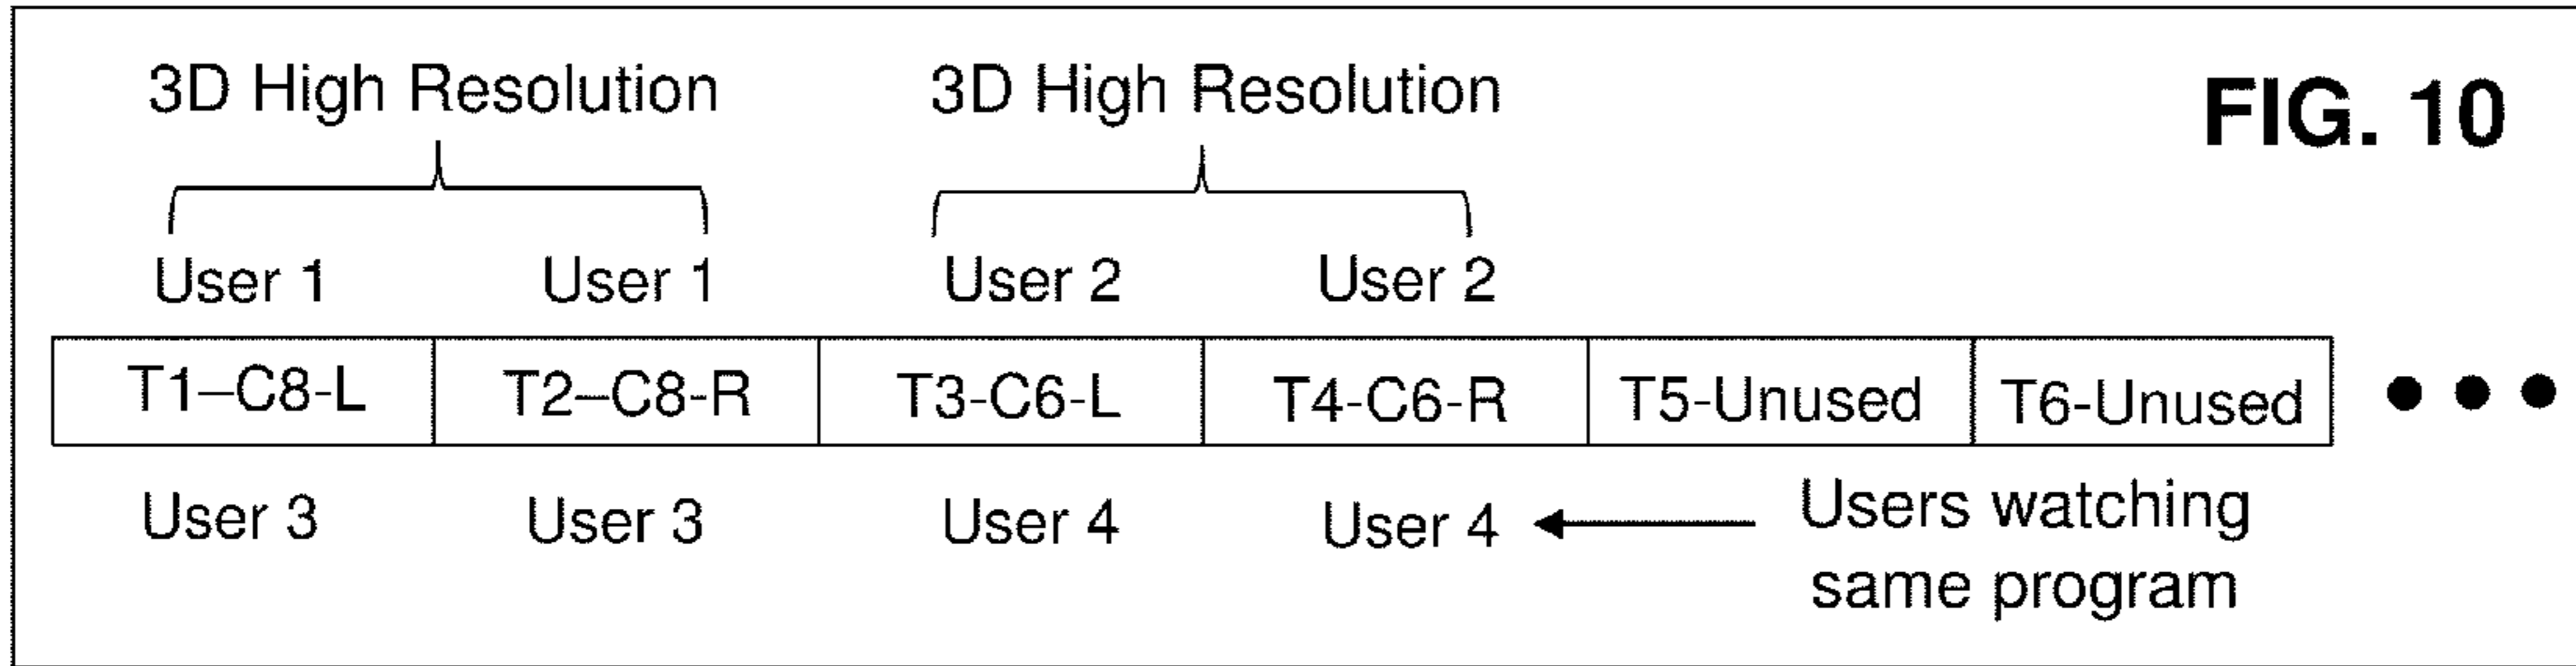 FIG. 10
3D High Resolution 3D High Resolution
User 1 User 1 User 2 User 2
T1–C8-L T2–C8-R T3-C6-L T4-C6-R T5-Unused T6-Unused
User 3 User 3 User 4 User 4 Users watching
same program